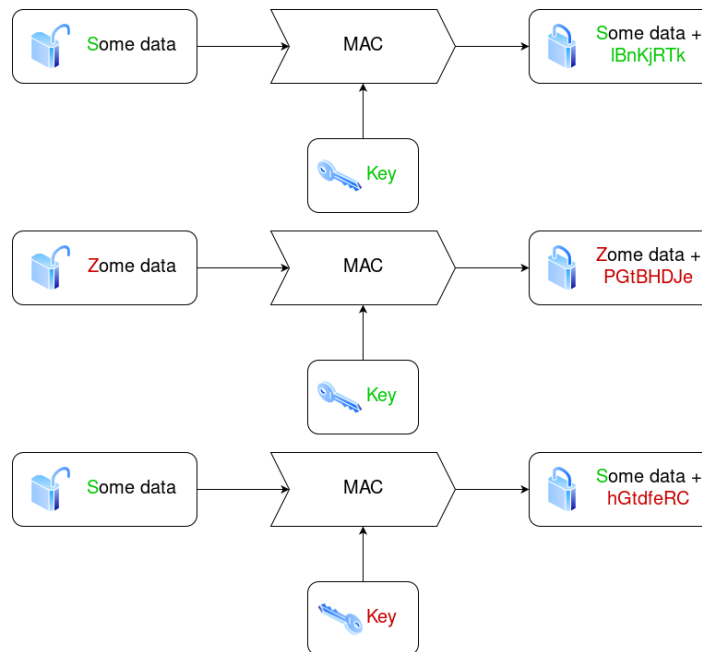 Some data
MAC
Some data +
lBnKjRTk
Key
Zome data
MAC
Zome data +
PGtBHDJe
Key
Some data
MAC
Some data +
hGtdfeRC
Key